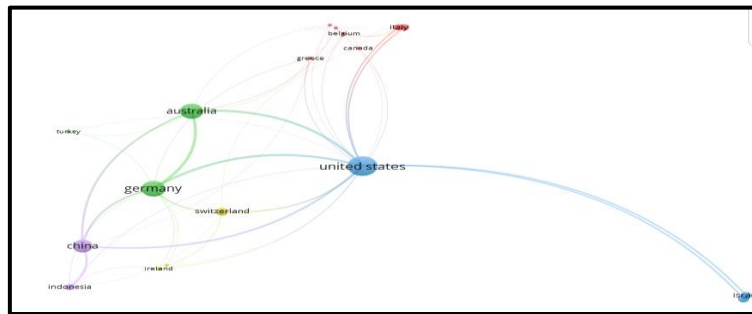 italy
belgium
canada
greece
australia
turkey
united states
germany
switzerland
china
ireland
indonesia